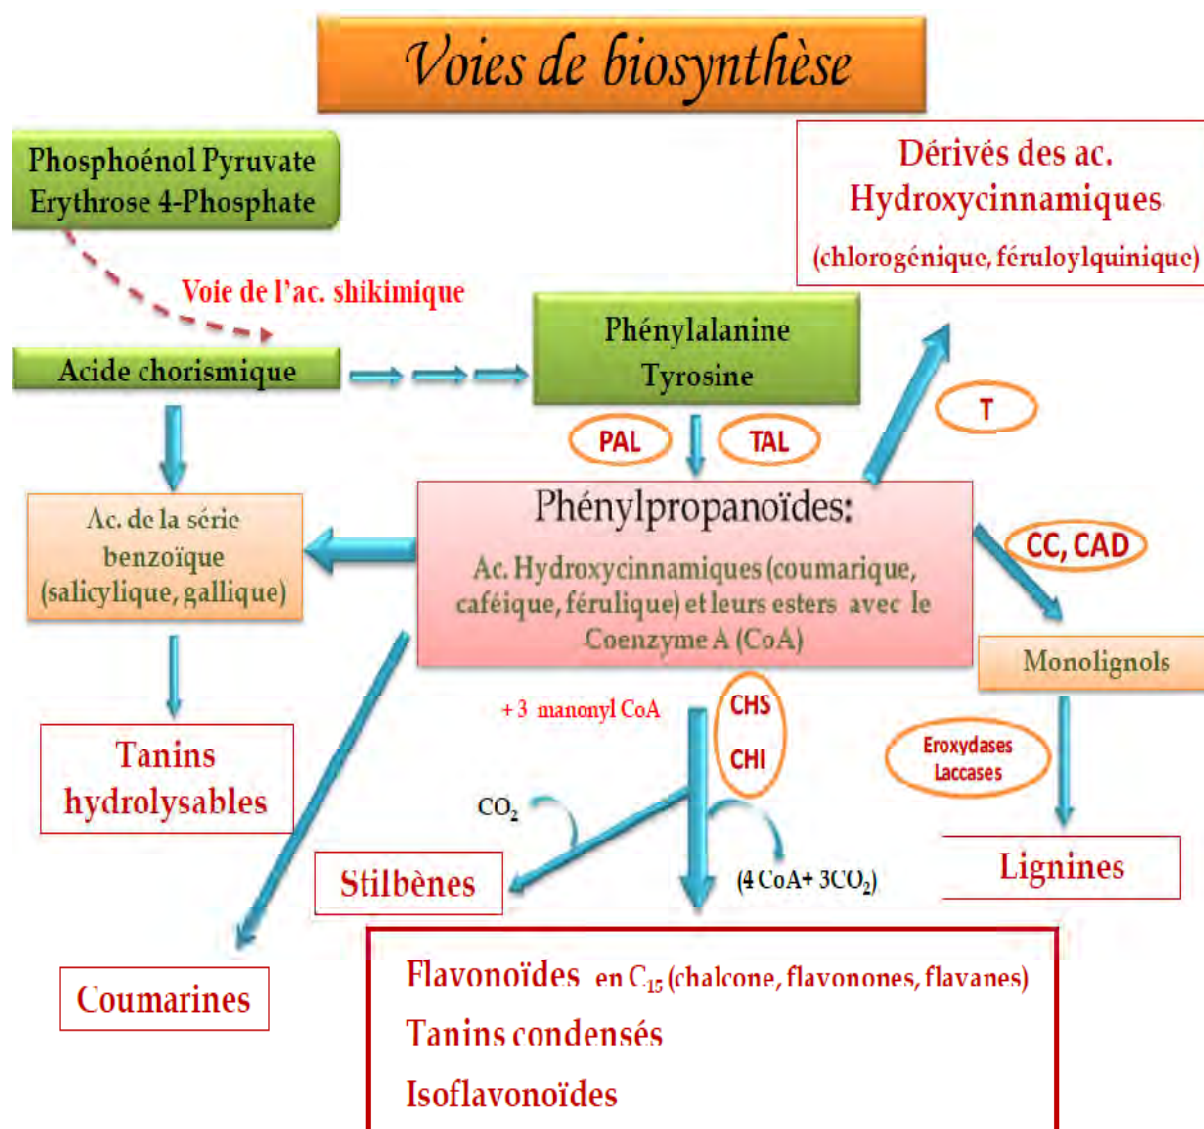 Voies de biosynthèse
Phosphoénol Pyruvate
Erythrose 4-Phosphate
Dérivés des ac.
Hydroxycinnamiques
(chlorogénique, féruloylquinique)
Voie de l'ac. shikimique
Acide chorismique
Phénylalanine
Tyrosine
T
PAL
TAL
Ac. de la série
benzoïque
(salicylique, gallique)
Phénylpropanoïdes:
Ac. Hydroxycinnamiques (coumarique,
caféique, férulique) et leurs esters avec le
Coenzyme A (CoA)
CC, CAD
Monolignols
+ 3 manonyl CoA
CHS
CHI
Eroxydases
Laccases
Tanins
hydrolysables
CO₂
Stilbènes
(4 CoA+ 3CO₂)
Lignines
Coumarines
Flavonoïdes en C₁₅ (chalcone, flavonones, flavanes)
Tanins condensés
Isoflavonoïdes